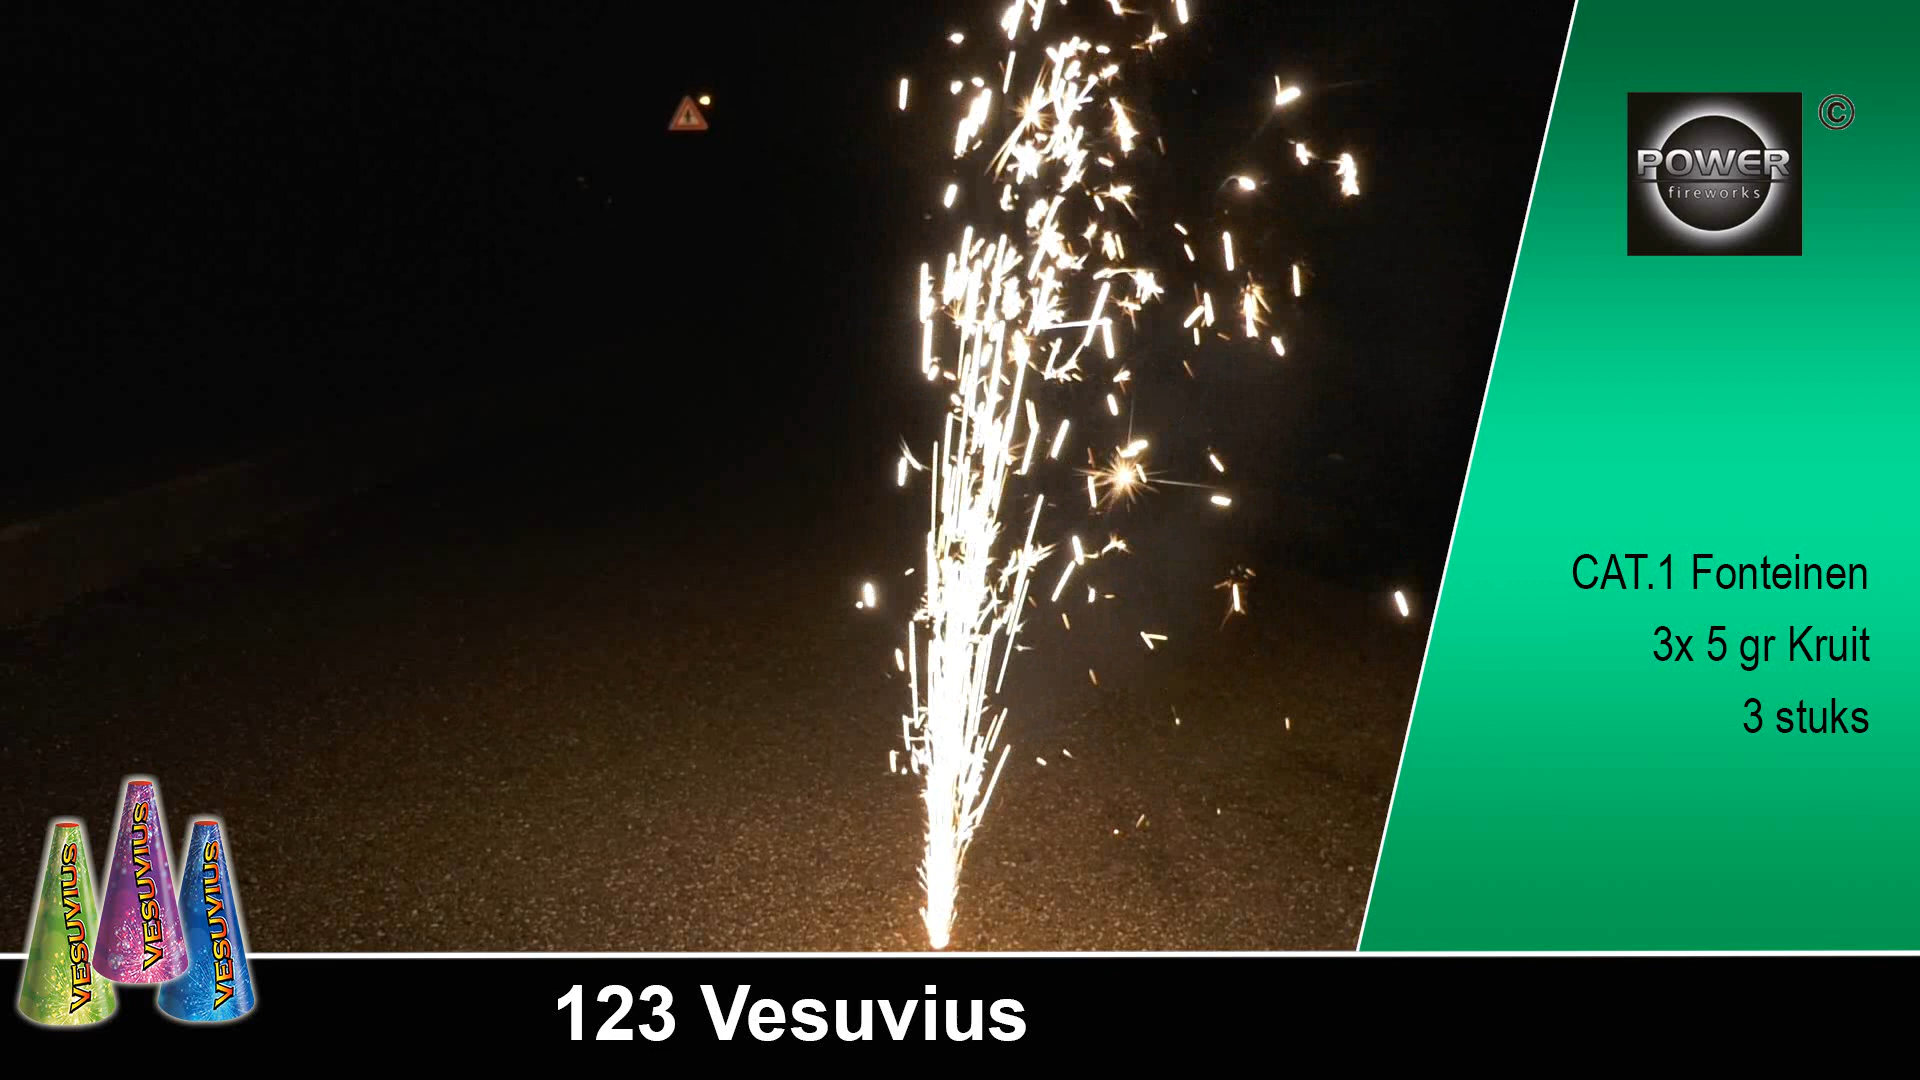 POWER
fireworks
©
CAT.1 Fonteinen
3x 5 gr Kruit
3 stuks
VESUVIUS
VESUVIUS
VESUVIUS
123 Vesuvius